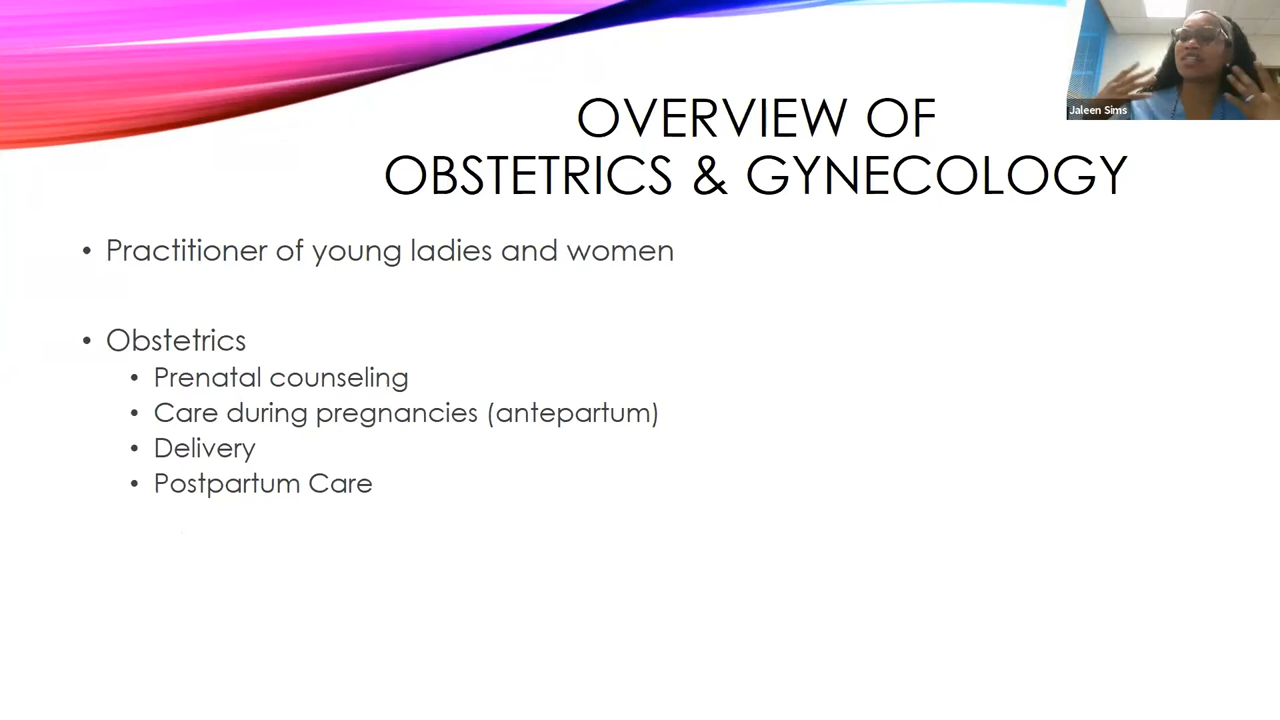 Jaleen Sims
OVERVIEW OF
OBSTETRICS & GYNECOLOGY
• Practitioner of young ladies and women
• Obstetrics
• Prenatal counseling
• Care during pregnancies (antepartum)
• Delivery
• Postpartum Care